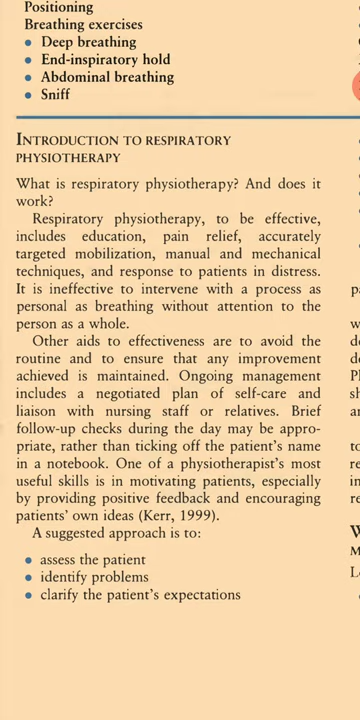 Positioning
Breathing exercises
● Deep breathing
● End-inspiratory hold
● Abdominal breathing
● Sniff
INTRODUCTION TO RESPIRATORY
PHYSIOTHERAPY
What is respiratory physiotherapy? And does it
work?
Respiratory physiotherapy, to be effective,
includes education, pain relief, accurately
targeted mobilization, manual and mechanical
techniques, and response to patients in distress.
It is ineffective to intervene with a process as
personal as breathing without attention to the
person as a whole.
Other aids to effectiveness are to avoid the
routine and to ensure that any improvement
achieved is maintained. Ongoing management
includes a negotiated plan of self-care and
liaison with nursing staff or relatives. Brief
follow-up checks during the day may be appro-
priate, rather than ticking off the patient's name
in a notebook. One of a physiotherapist's most
useful skills is in motivating patients, especially
by providing positive feedback and encouraging
patients' own ideas (Kerr, 1999).
A suggested approach is to:
● assess the patient
● identify problems
● clarify the patient's expectations